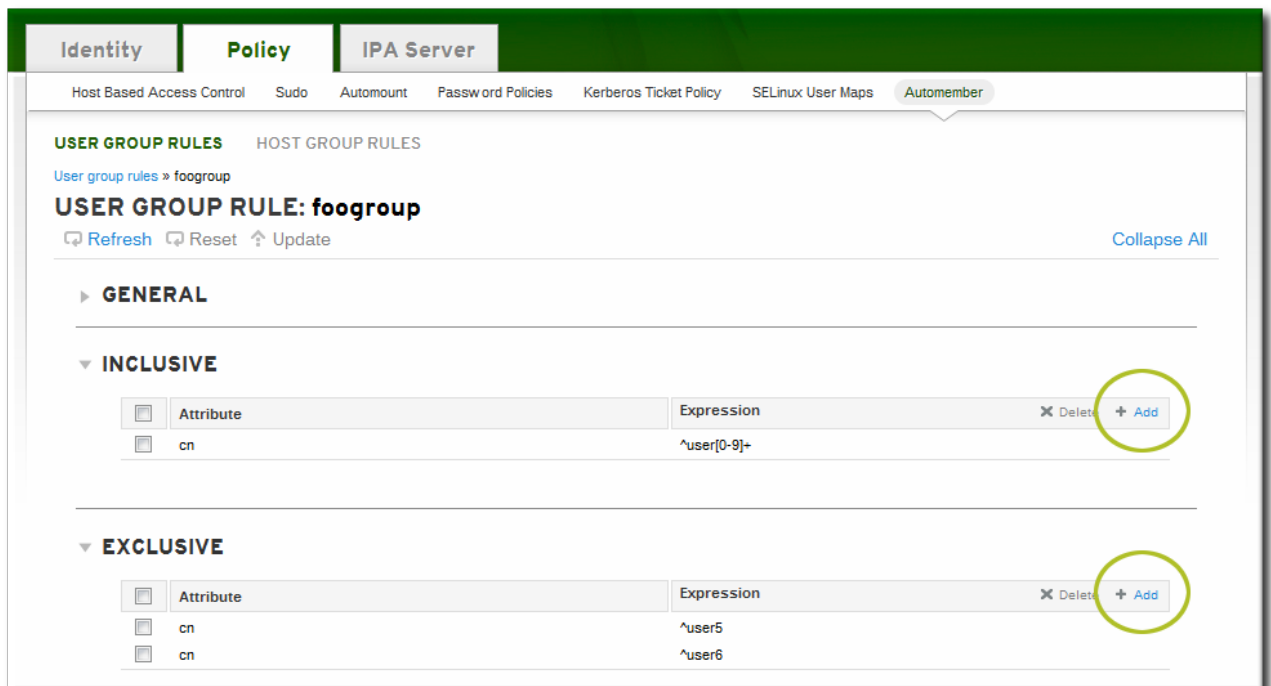 Identity Policy IPA Server
Host Based Access Control Sudo Automount Password Policies Kerberos Ticket Policy SELinux User Maps Automember
USER GROUP RULES HOST GROUP RULES
User group rules » foogroup
USER GROUP RULE: foogroup
Refresh Reset Update Collapse All
GENERAL
INCLUSIVE
Attribute Expression Delete + Add
cn ^user[0-9]+
EXCLUSIVE
Attribute Expression Delete + Add
cn ^user5
cn ^user6